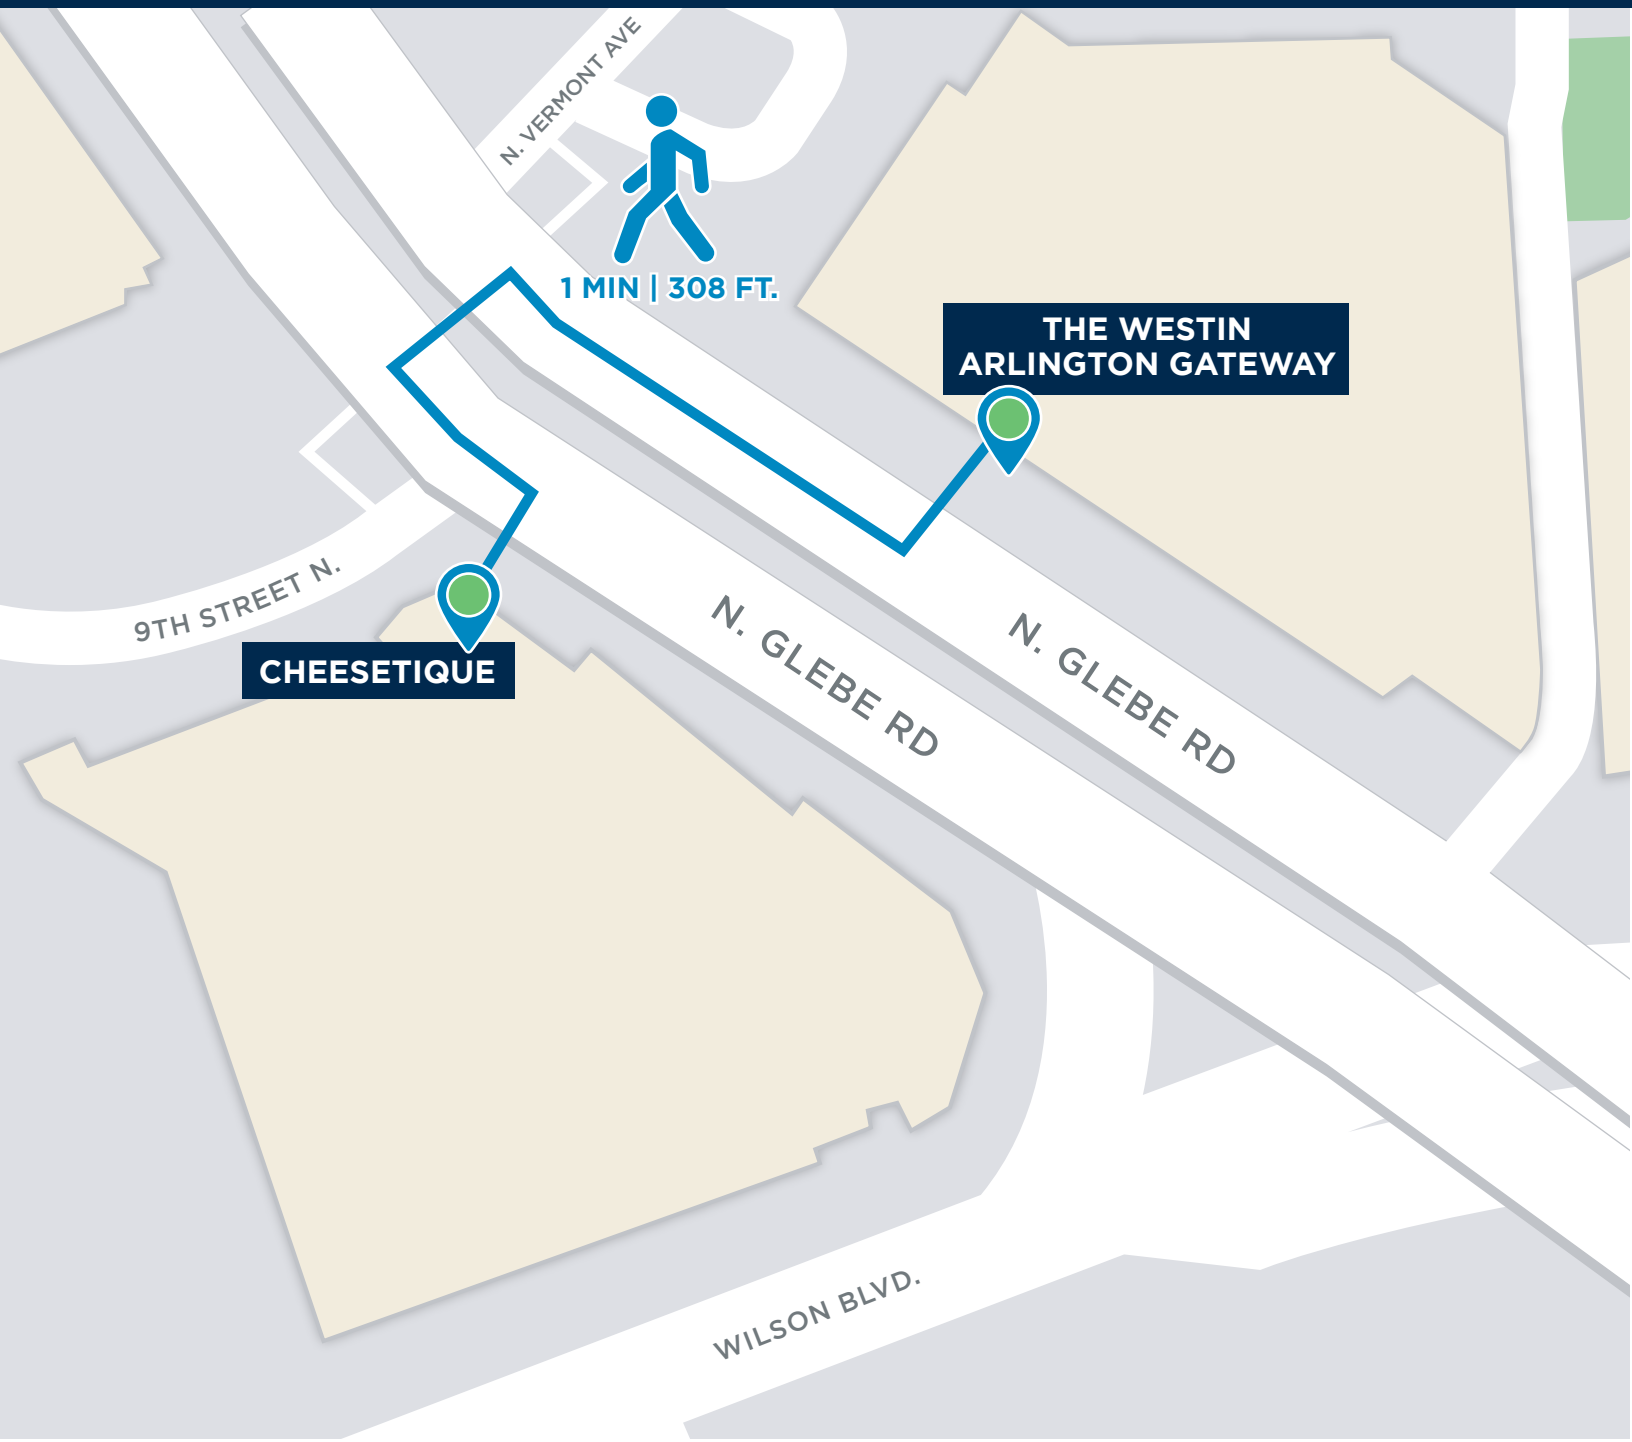 N. VERMONT AVE
1 MIN | 308 FT.
THE WESTIN
ARLINGTON GATEWAY
9TH STREET N.
CHEESETIQUE
N. GLEBE RD
N. GLEBE RD
WILSON BLVD.